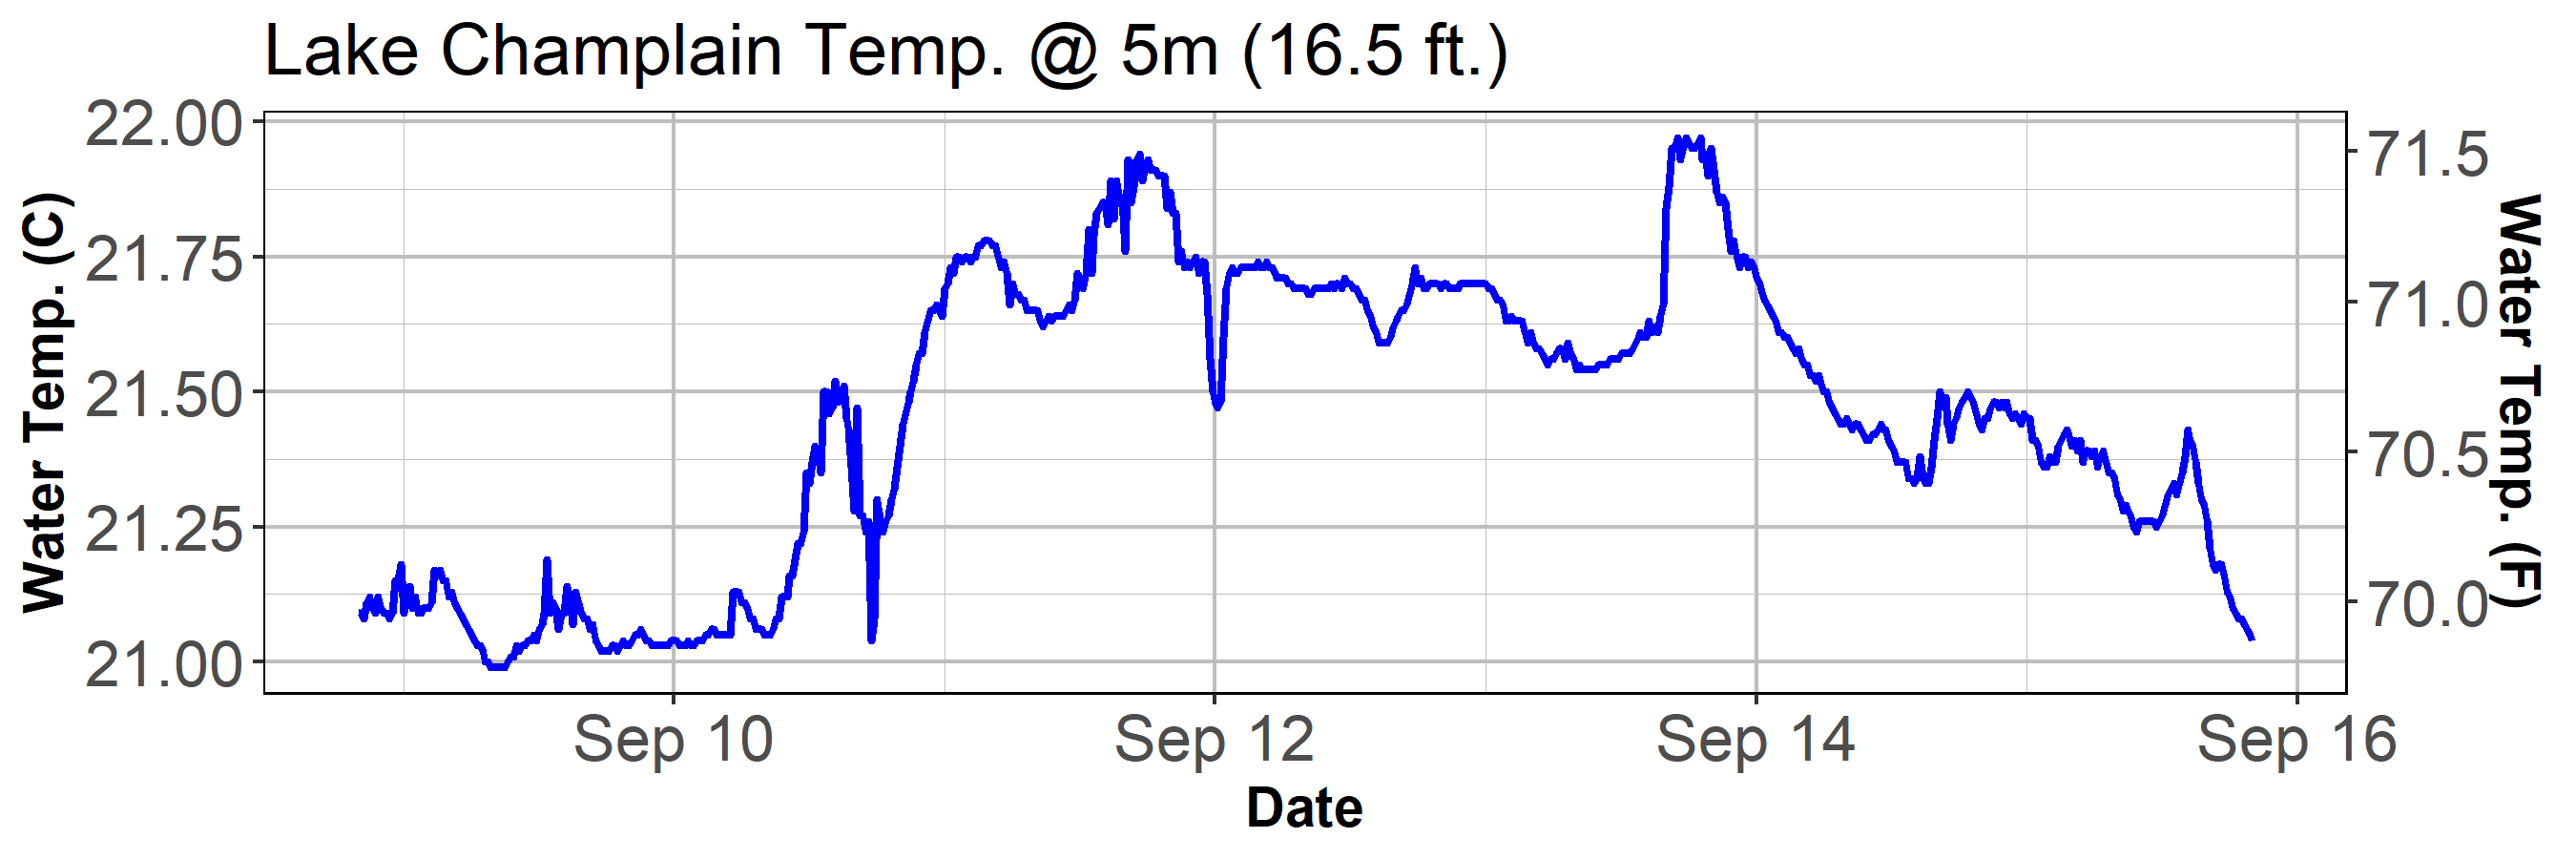 Lake Champlain Temp. @ 5m (16.5 ft.)
Water Temp. (C)
22.00
21.75
21.50
21.25
21.00
71.5
71.0
70.5
70.0
Water Temp. (F)
Sep 10
Sep 12
Sep 14
Sep 16
Date